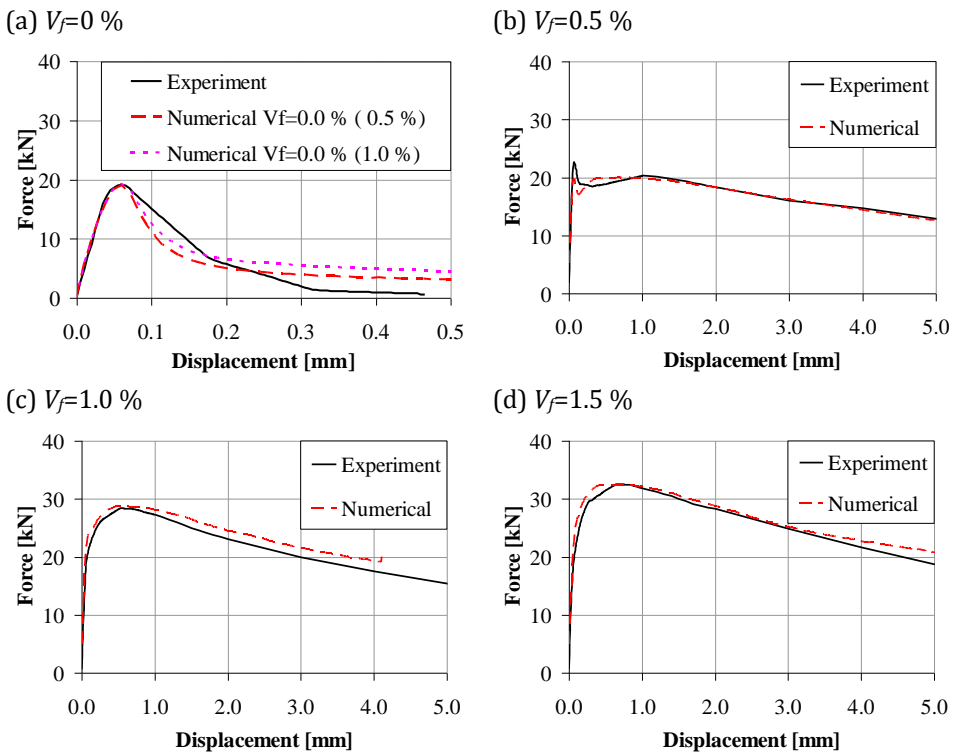 (a) Vf=0 %
40
30
20
10
0
Force [kN]
Experiment
Numerical Vf=0.0 % ( 0.5 %)
Numerical Vf=0.0 % (1.0 %)
0.0 0.1 0.2 0.3 0.4 0.5
Displacement [mm]
(b) Vf=0.5 %
40
30
20
10
0
Force [kN]
Experiment
Numerical
0.0 1.0 2.0 3.0 4.0 5.0
Displacement [mm]
(c) Vf=1.0 %
40
30
20
10
0
Force [kN]
Experiment
Numerical
0.0 1.0 2.0 3.0 4.0 5.0
Displacement [mm]
(d) Vf=1.5 %
40
30
20
10
0
Force [kN]
Experiment
Numerical
0.0 1.0 2.0 3.0 4.0 5.0
Displacement [mm]